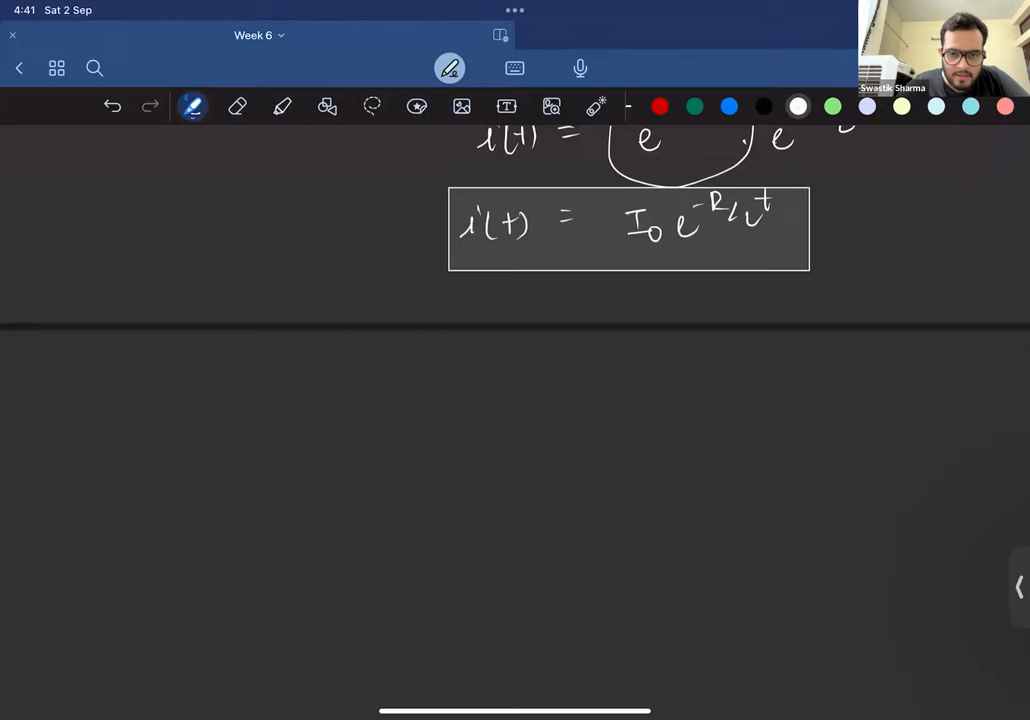 4:41 Sat 2 Sep
Week 6
Swastik Sharma
i(t) = e e
i(t) = I₀ e^-R/L t